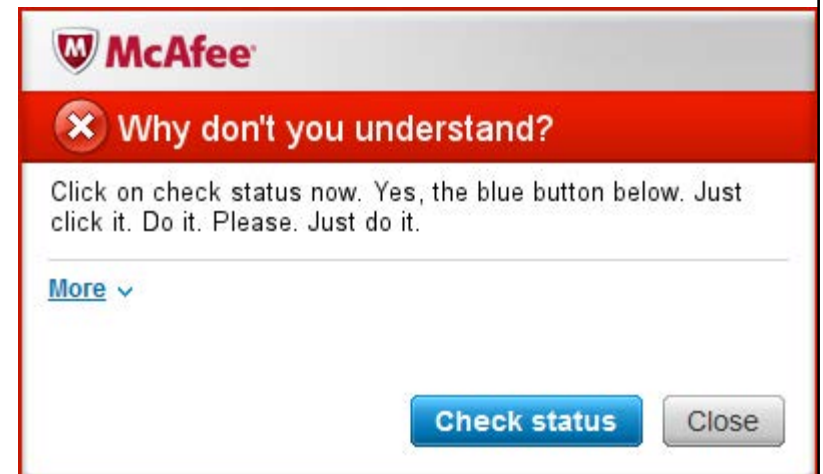 McAfee
Why don't you understand?
Click on check status now. Yes, the blue button below. Just
click it. Do it. Please. Just do it.
More
Check status
Close